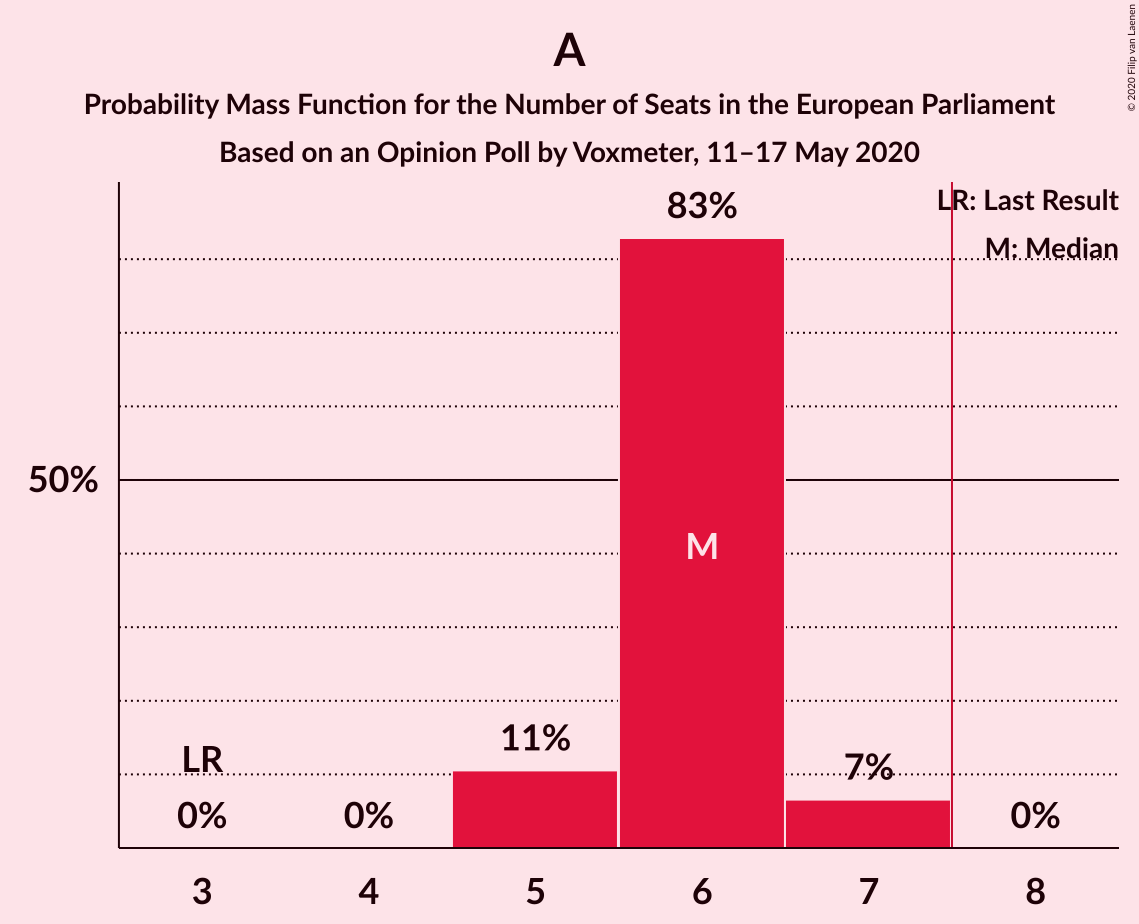 A
Probability Mass Function for the Number of Seats in the European Parliament
Based on an Opinion Poll by Voxmeter, 11–17 May 2020
© 2020 Filip van Laenen
LR: Last Result
M: Median
83%
50%
M
11%
LR
7%
0%
0%
0%
3
4
5
6
7
8